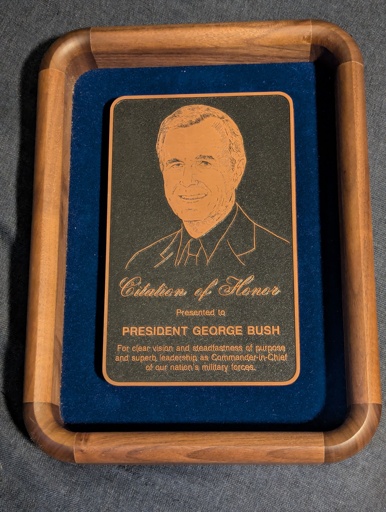 Citation of Honor
Presented to
PRESIDENT GEORGE BUSH
For clear vision and steadfastness of purpose
and superb leadership as Commander-in-Chief
of our nation's military forces.